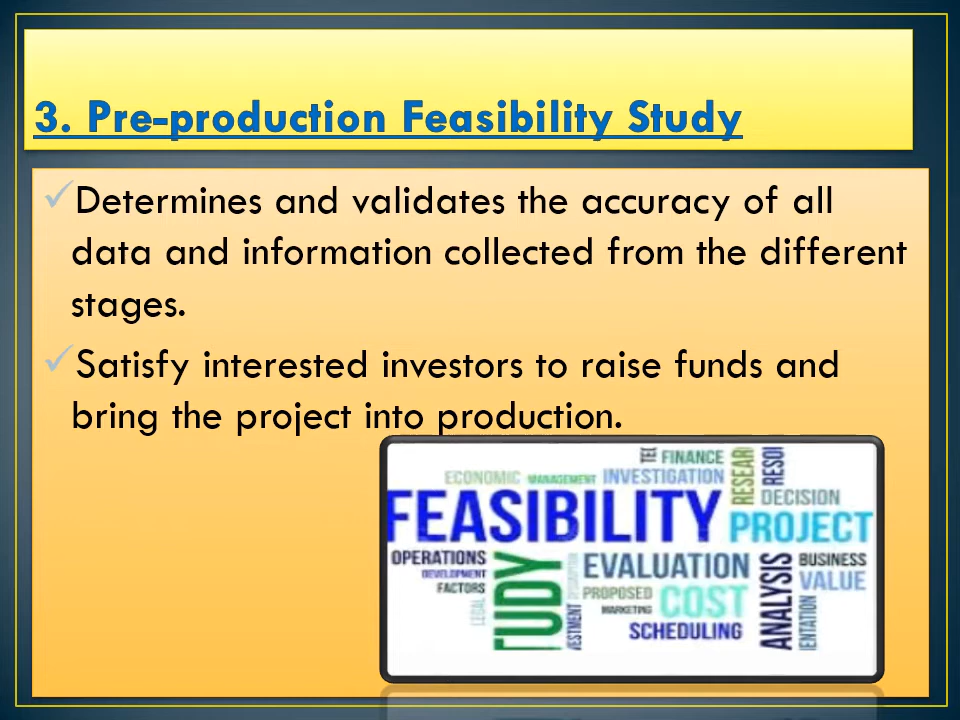 3. Pre-production Feasibility Study
Determines and validates the accuracy of all
data and information collected from the different
stages.
Satisfy interested investors to raise funds and
bring the project into production.
FINANCE
ECONOMIC MANAGEMENT INVESTIGATION
DECISION
FEASIBILITY
PROJECT
OPERATIONS
DEVELOPMENT
FACTORS
LEGAL
EVALUATION
PROPOSED
MARKETING
COST
SCHEDULING
ANALYSIS
BUSINESS
VALUE